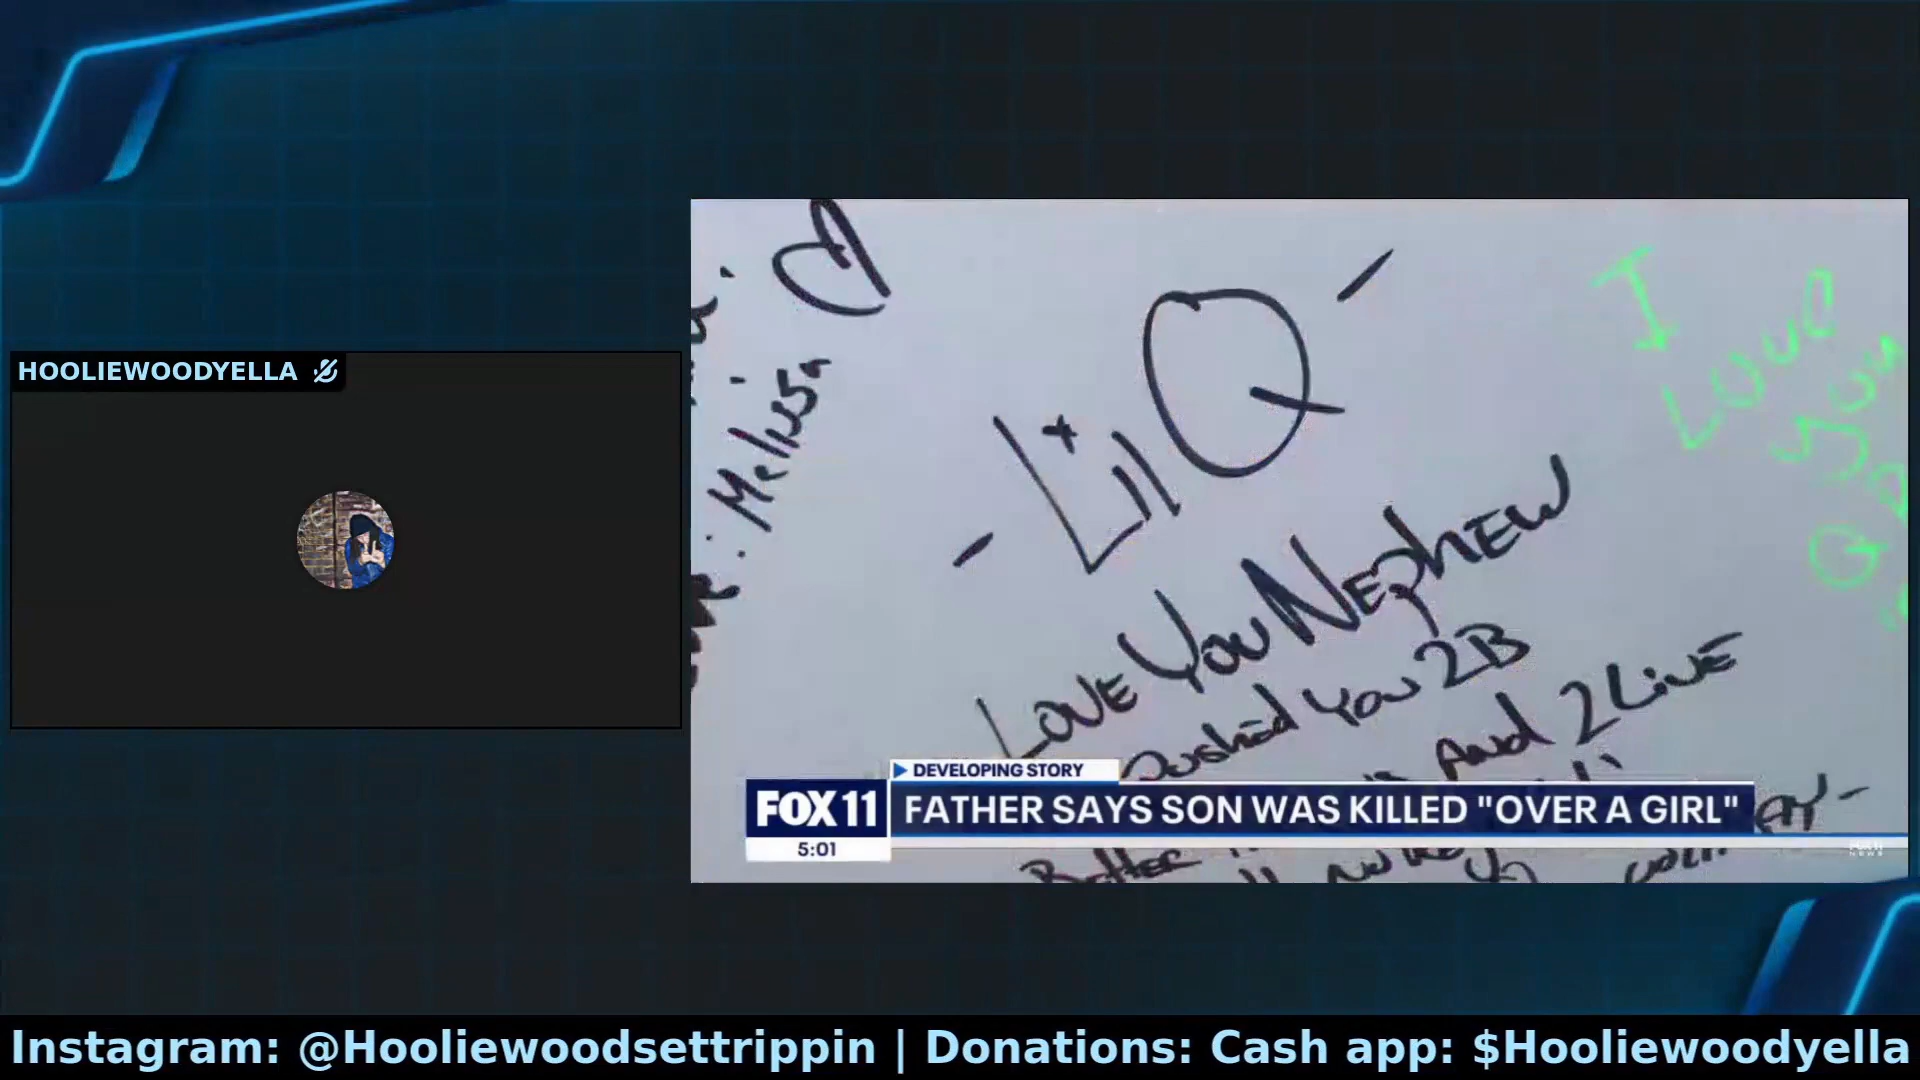 HOOLIEWOODYELLA
: Melissa
- Lil Q -
I
LOVE
YOU
Q
LOVE YOU NEPHEW
You 2B
And 2 LivE
DEVELOPING STORY
FOX 11
FATHER SAYS SON WAS KILLED "OVER A GIRL"
5:01
Better
Instagram: @Hooliewoodsettrippin | Donations: Cash app: $Hooliewoodyella